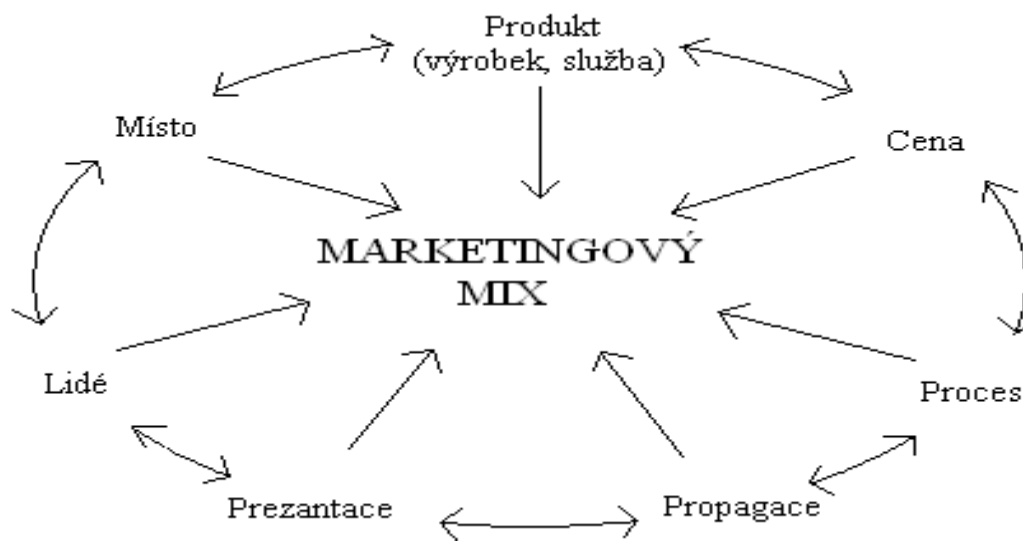 Produkt
(výrobek, služba)
Místo
Cena
MARKETINGOVÝ
MIX
Lidé
Proces
Prezantace
Propagace